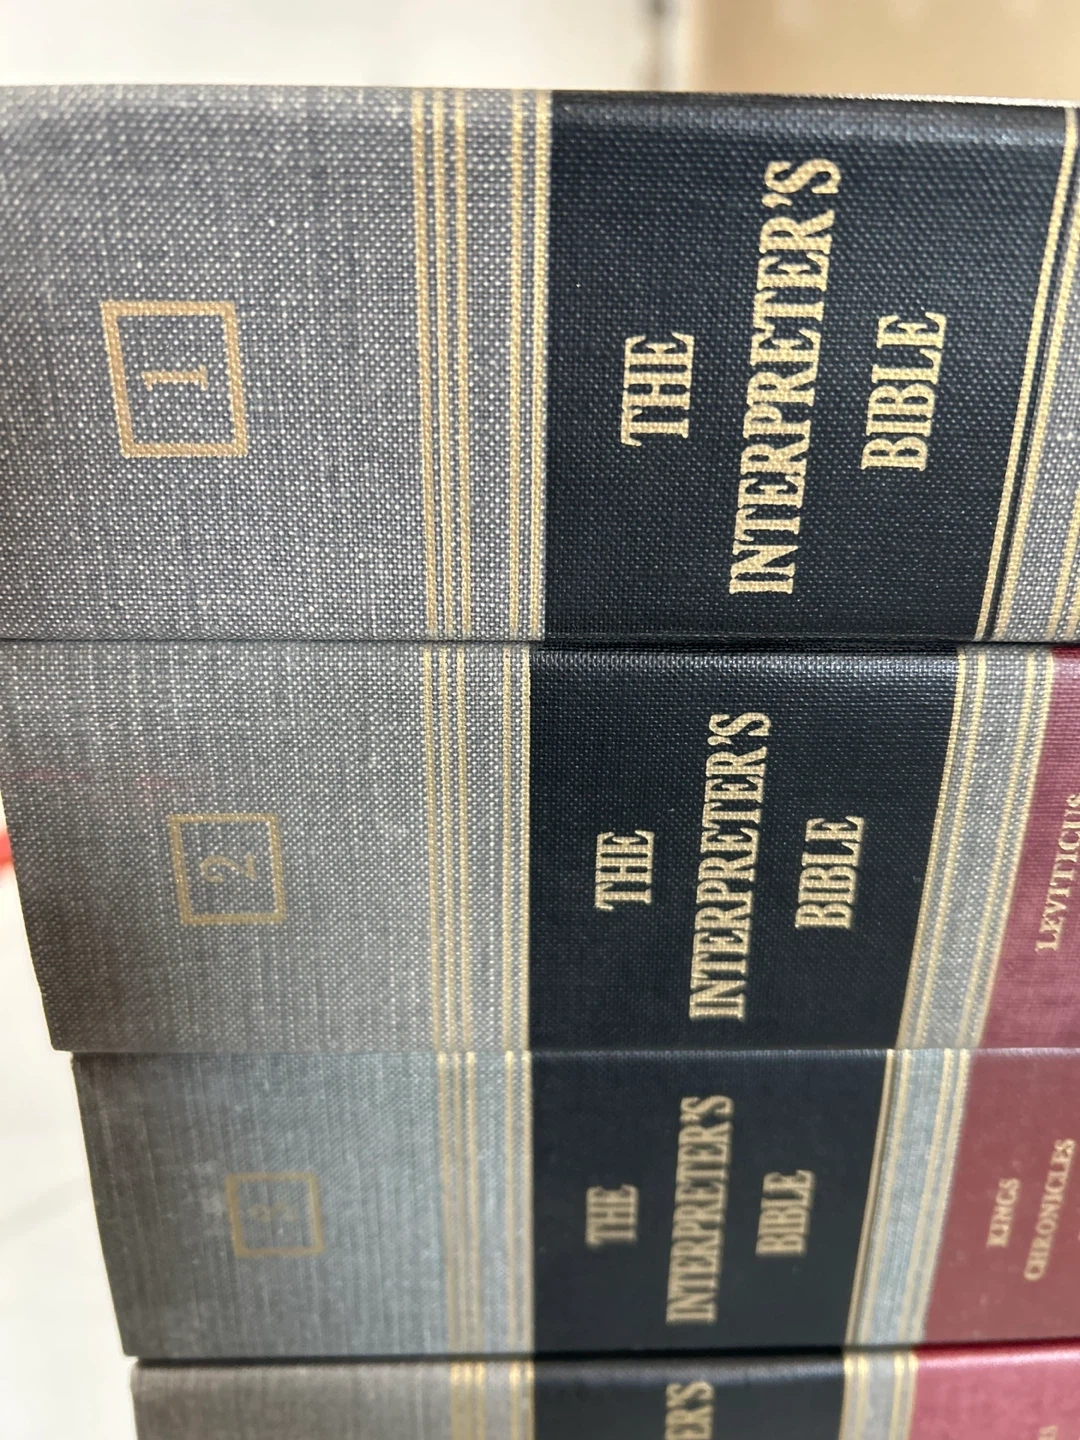 1
THE
INTERPRETER'S
BIBLE
2
THE
INTERPRETER'S
BIBLE
LEVITICUS
3
THE
INTERPRETER'S
BIBLE
KINGS
CHRONICLES